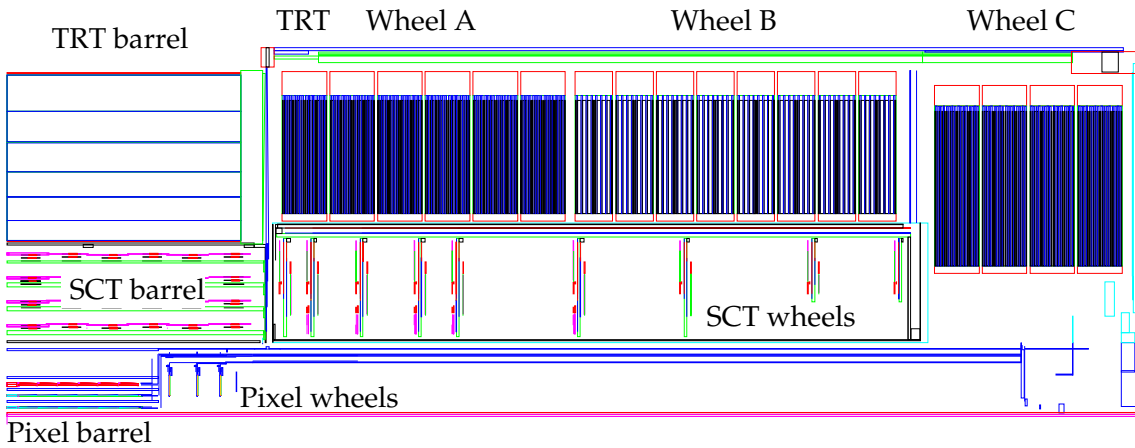 TRT barrel
TRT
Wheel A
Wheel B
Wheel C
SCT barrel
SCT wheels
Pixel wheels
Pixel barrel